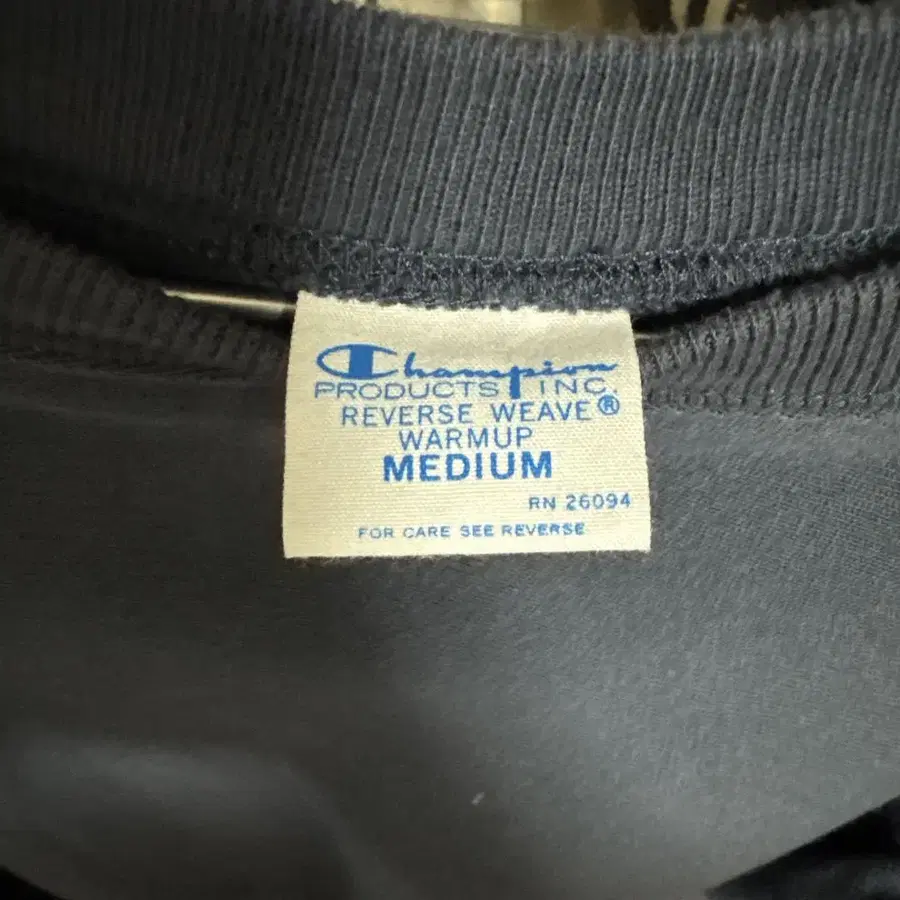 Champion
PRODUCTS INC.
REVERSE WEAVE®
WARMUP
MEDIUM
RN 26094
FOR CARE SEE REVERSE